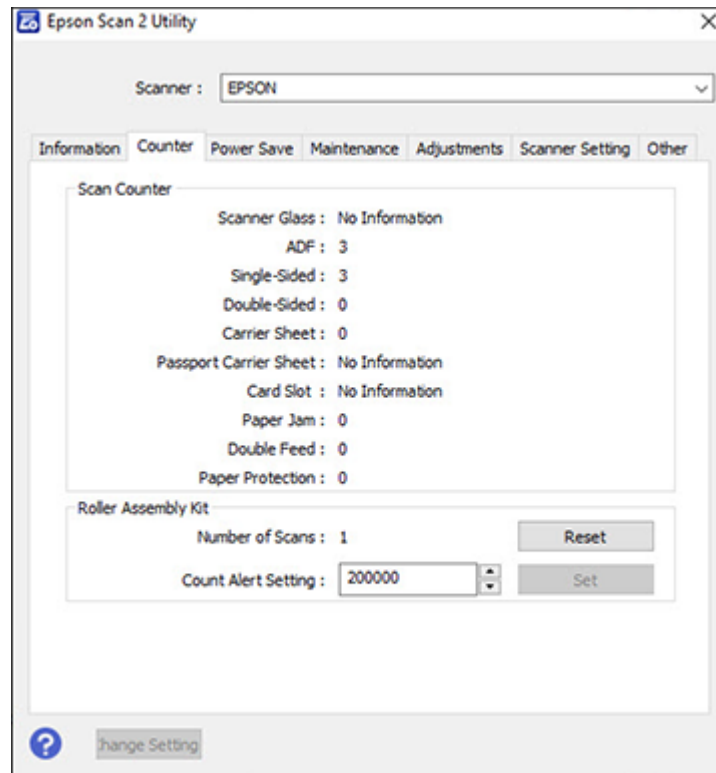 Epson Scan 2 Utility
Scanner : EPSON
Information Counter Power Save Maintenance Adjustments Scanner Setting Other
Scan Counter
Scanner Glass : No Information
ADF : 3
Single-Sided : 3
Double-Sided : 0
Carrier Sheet : 0
Passport Carrier Sheet : No Information
Card Slot : No Information
Paper Jam : 0
Double Feed : 0
Paper Protection : 0
Roller Assembly Kit
Number of Scans : 1 Reset
Count Alert Setting : 200000 Set
? hange Setting